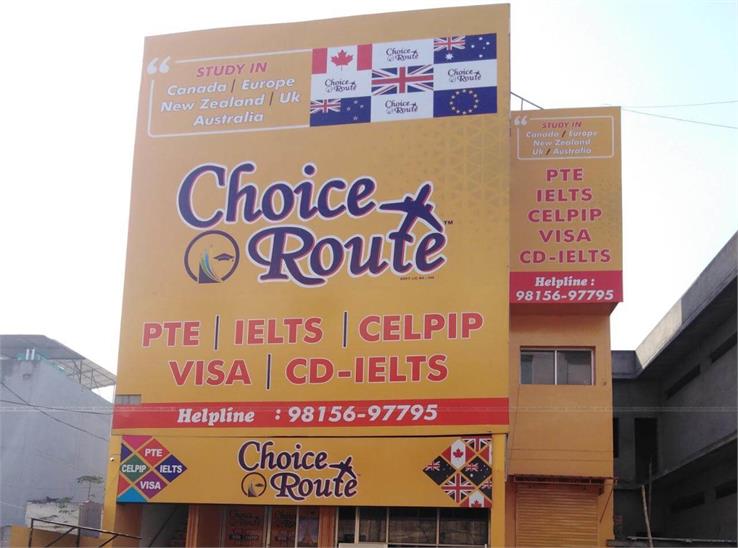 STUDY IN
Canada | Europe
New Zealand | Uk
Australia
Choice
Route
Choice
Route
Choice
Route
Choice
Route
Choice
Route™
PTE | IELTS | CELPIP
VISA | CD-IELTS
Helpline : 98156-97795
STUDY IN
Canada / Europe
New Zealand
Uk / Australia
PTE
IELTS
CELPIP
VISA
CD-IELTS
Helpline :
98156-97795
PTE
CELPIP IELTS
VISA
Choice
Route